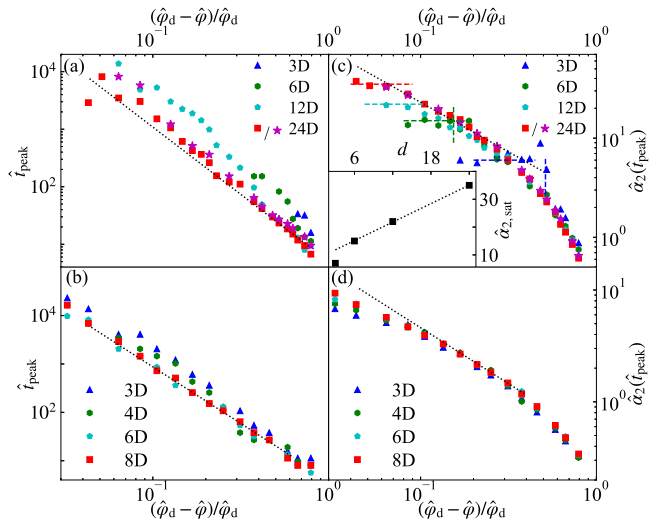 (φ̂d − φ̂)/φ̂d
(φ̂d − φ̂)/φ̂d
10⁻¹
10⁰
10⁻¹
10⁰
(a)
3D
6D
12D
24D
/
10⁴
10²
t̂peak
(c)
3D
6D
12D
24D
/
10¹
10⁰
α̂₂(t̂peak)
6
d
18
30
10
α̂₂,sat
(b)
3D
4D
6D
8D
10⁴
10²
t̂peak
(d)
3D
4D
6D
8D
10¹
10⁰
α̂₂(t̂peak)
10⁻¹
10⁰
10⁻¹
10⁰
(φ̂d − φ̂)/φ̂d
(φ̂d − φ̂)/φ̂d